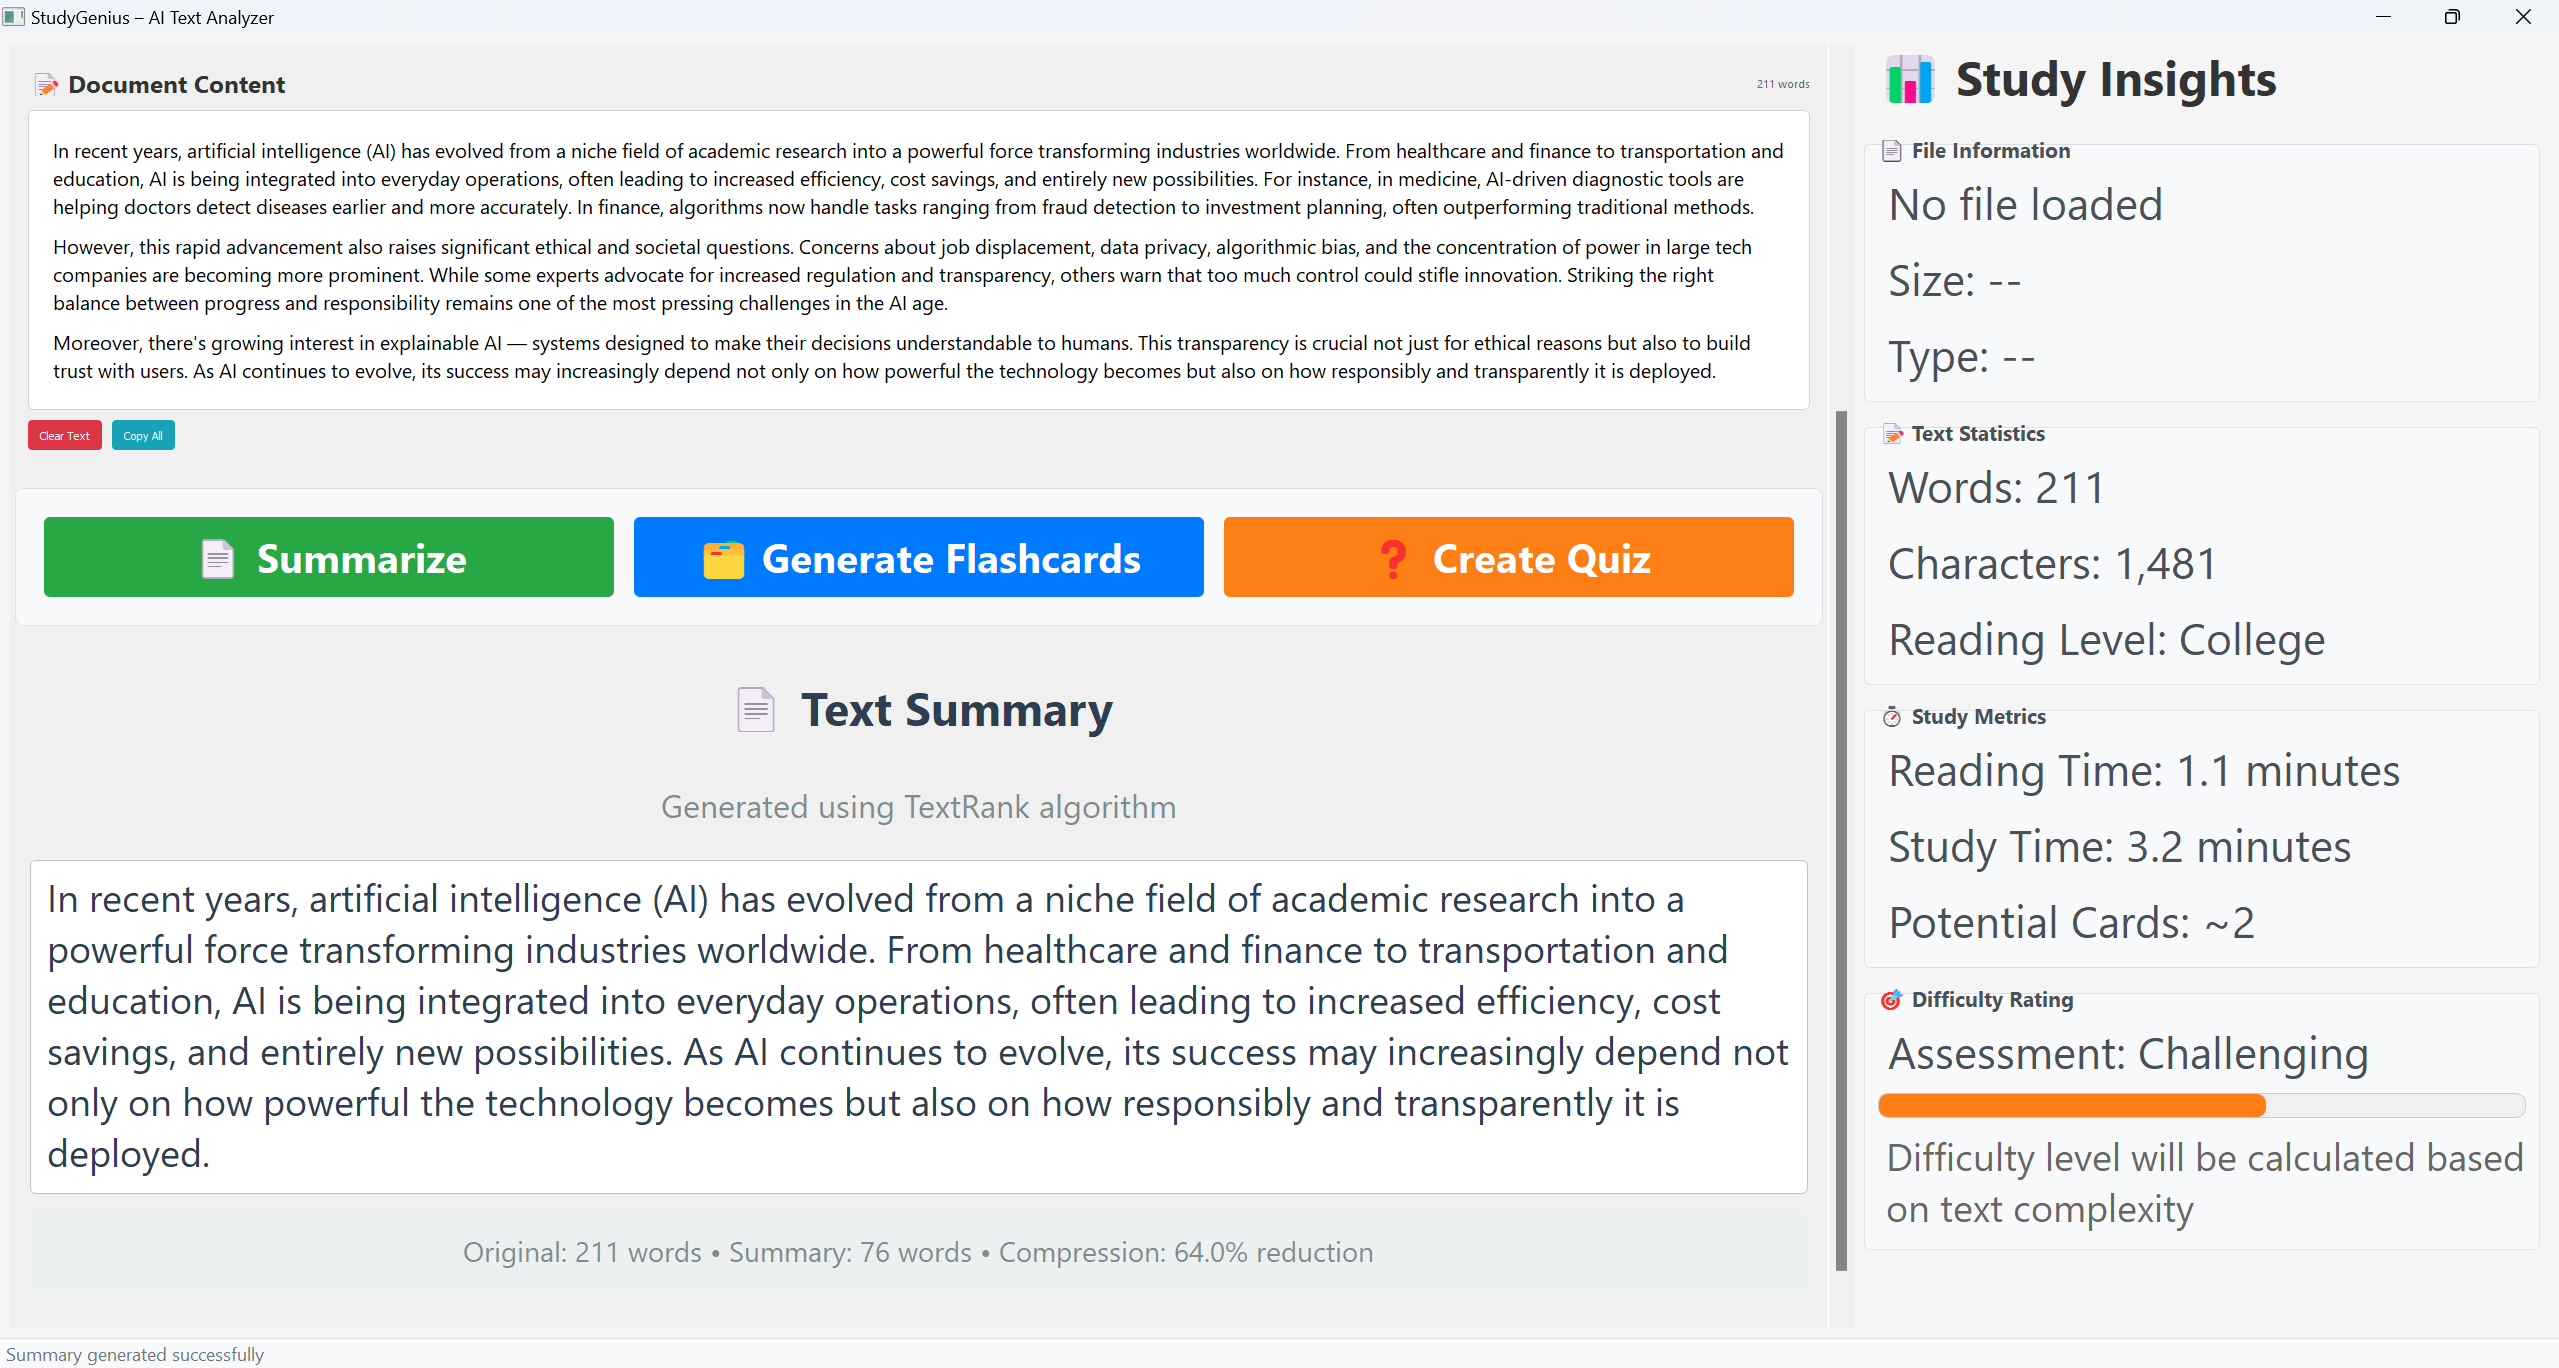 StudyGenius – AI Text Analyzer
Document Content
211 words
In recent years, artificial intelligence (AI) has evolved from a niche field of academic research into a powerful force transforming industries worldwide. From healthcare and finance to transportation and
education, AI is being integrated into everyday operations, often leading to increased efficiency, cost savings, and entirely new possibilities. For instance, in medicine, AI-driven diagnostic tools are
helping doctors detect diseases earlier and more accurately. In finance, algorithms now handle tasks ranging from fraud detection to investment planning, often outperforming traditional methods.
However, this rapid advancement also raises significant ethical and societal questions. Concerns about job displacement, data privacy, algorithmic bias, and the concentration of power in large tech
companies are becoming more prominent. While some experts advocate for increased regulation and transparency, others warn that too much control could stifle innovation. Striking the right
balance between progress and responsibility remains one of the most pressing challenges in the AI age.
Moreover, there's growing interest in explainable AI — systems designed to make their decisions understandable to humans. This transparency is crucial not just for ethical reasons but also to build
trust with users. As AI continues to evolve, its success may increasingly depend not only on how powerful the technology becomes but also on how responsibly and transparently it is deployed.
Clear Text
Copy All
Summarize
Generate Flashcards
Create Quiz
Text Summary
Generated using TextRank algorithm
In recent years, artificial intelligence (AI) has evolved from a niche field of academic research into a
powerful force transforming industries worldwide. From healthcare and finance to transportation and
education, AI is being integrated into everyday operations, often leading to increased efficiency, cost
savings, and entirely new possibilities. As AI continues to evolve, its success may increasingly depend not
only on how powerful the technology becomes but also on how responsibly and transparently it is
deployed.
Original: 211 words • Summary: 76 words • Compression: 64.0% reduction
Study Insights
File Information
No file loaded
Size: --
Type: --
Text Statistics
Words: 211
Characters: 1,481
Reading Level: College
Study Metrics
Reading Time: 1.1 minutes
Study Time: 3.2 minutes
Potential Cards: ~2
Difficulty Rating
Assessment: Challenging
Difficulty level will be calculated based
on text complexity
Summary generated successfully